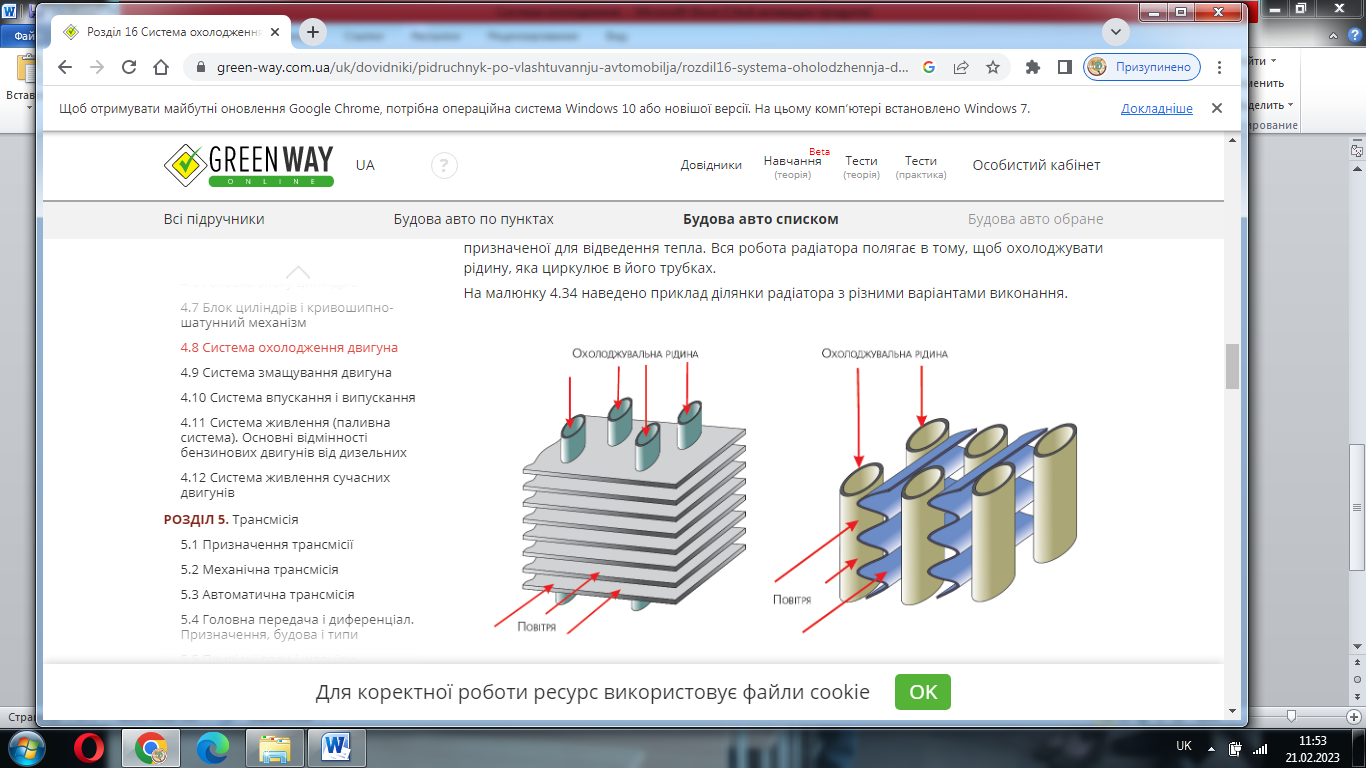 Розділ 16 Система охолодження
green-way.com.ua/uk/dovidniki/pidruchnyk-po-vlashtuvannju-avtomobilja/rozdil16-systema-oholodzhennja-d...
Призупинено
Щоб отримувати майбутні оновлення Google Chrome, потрібна операційна система Windows 10 або новішої версії. На цьому комп’ютері встановлено Windows 7.
Докладніше
GREEN WAY
ONLINE
UA
?
Довідники
Навчання Beta
(теорія)
Тести
(теорія)
Тести
(практика)
Особистий кабінет
Всі підручники
Будова авто по пунктах
Будова авто списком
Будова авто обране
4.7 Блок циліндрів і кривошипно-
шатунний механізм
4.8 Система охолодження двигуна
4.9 Система змащування двигуна
4.10 Система впускання і випускання
4.11 Система живлення (паливна
система). Основні відмінності
бензинових двигунів від дизельних
4.12 Система живлення сучасних
двигунів
РОЗДІЛ 5. Трансмісія
5.1 Призначення трансмісії
5.2 Механічна трансмісія
5.3 Автоматична трансмісія
5.4 Головна передача і диференціал.
Призначення, будова і типи
призначеної для відведення тепла. Вся робота радіатора полягає в тому, щоб охолоджувати
рідину, яка циркулює в його трубках.
На малюнку 4.34 наведено приклад ділянки радіатора з різними варіантами виконання.
Охолоджувальна рідина
Охолоджувальна рідина
Повітря
Повітря
Для коректної роботи ресурс використовує файли cookie
OK
UK
11:53
21.02.2023